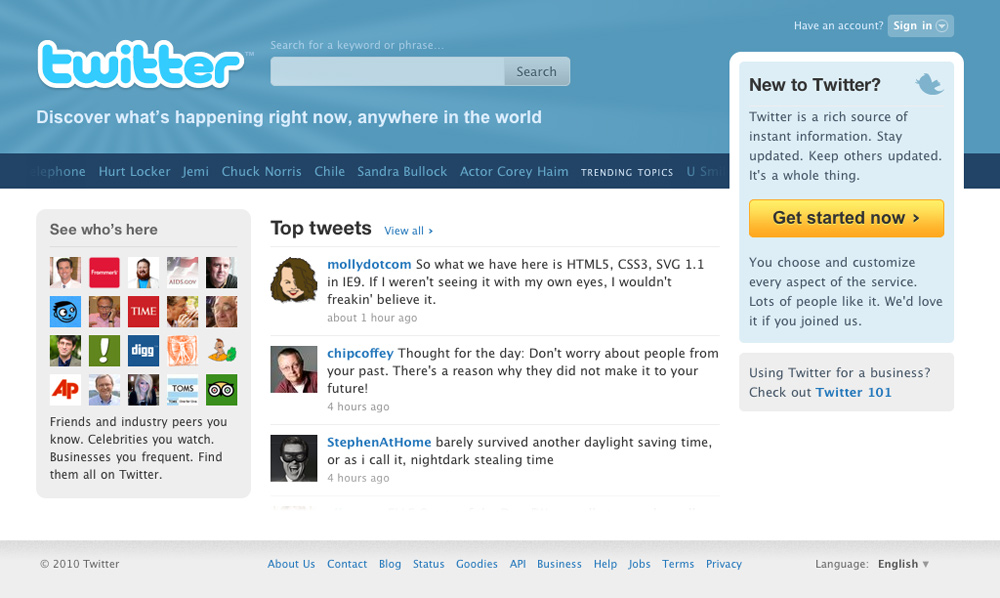 Have an account? Sign in
twitter™
Search for a keyword or phrase...
Search
Discover what's happening right now, anywhere in the world
Hurt Locker Jemi Chuck Norris Chile Sandra Bullock Actor Corey Haim TRENDING TOPICS
New to Twitter?
Twitter is a rich source of
instant information. Stay
updated. Keep others updated.
It's a whole thing.
Get started now ›
You choose and customize
every aspect of the service.
Lots of people like it. We'd love
it if you joined us.
Using Twitter for a business?
Check out Twitter 101
See who's here
AIDS.GOV
TIME
!
digg
AP
TOMS
Friends and industry peers you
know. Celebrities you watch.
Businesses you frequent. Find
them all on Twitter.
Top tweets View all ›
mollydotcom So what we have here is HTML5, CSS3, SVG 1.1
in IE9. If I weren't seeing it with my own eyes, I wouldn't
freakin' believe it.
about 1 hour ago
chipcoffey Thought for the day: Don't worry about people from
your past. There's a reason why they did not make it to your
future!
4 hours ago
StephenAtHome barely survived another daylight saving time,
or as i call it, nightdark stealing time
4 hours ago
© 2010 Twitter
About Us Contact Blog Status Goodies API Business Help Jobs Terms Privacy
Language: English